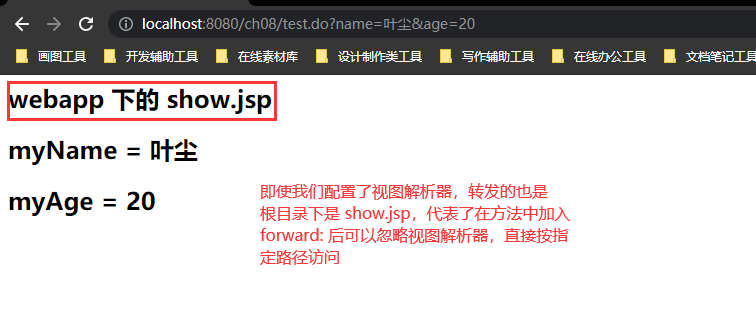 localhost:8080/ch08/test.do?name=叶尘&age=20
画图工具 开发辅助工具 在线素材库 设计制作类工具 写作辅助工具 在线办公工具 文档笔记工具
webapp 下的 show.jsp
myName = 叶尘
myAge = 20
即使我们配置了视图解析器，转发的也是
根目录下是 show.jsp，代表了在方法中加入
forward: 后可以忽略视图解析器，直接按指
定路径访问